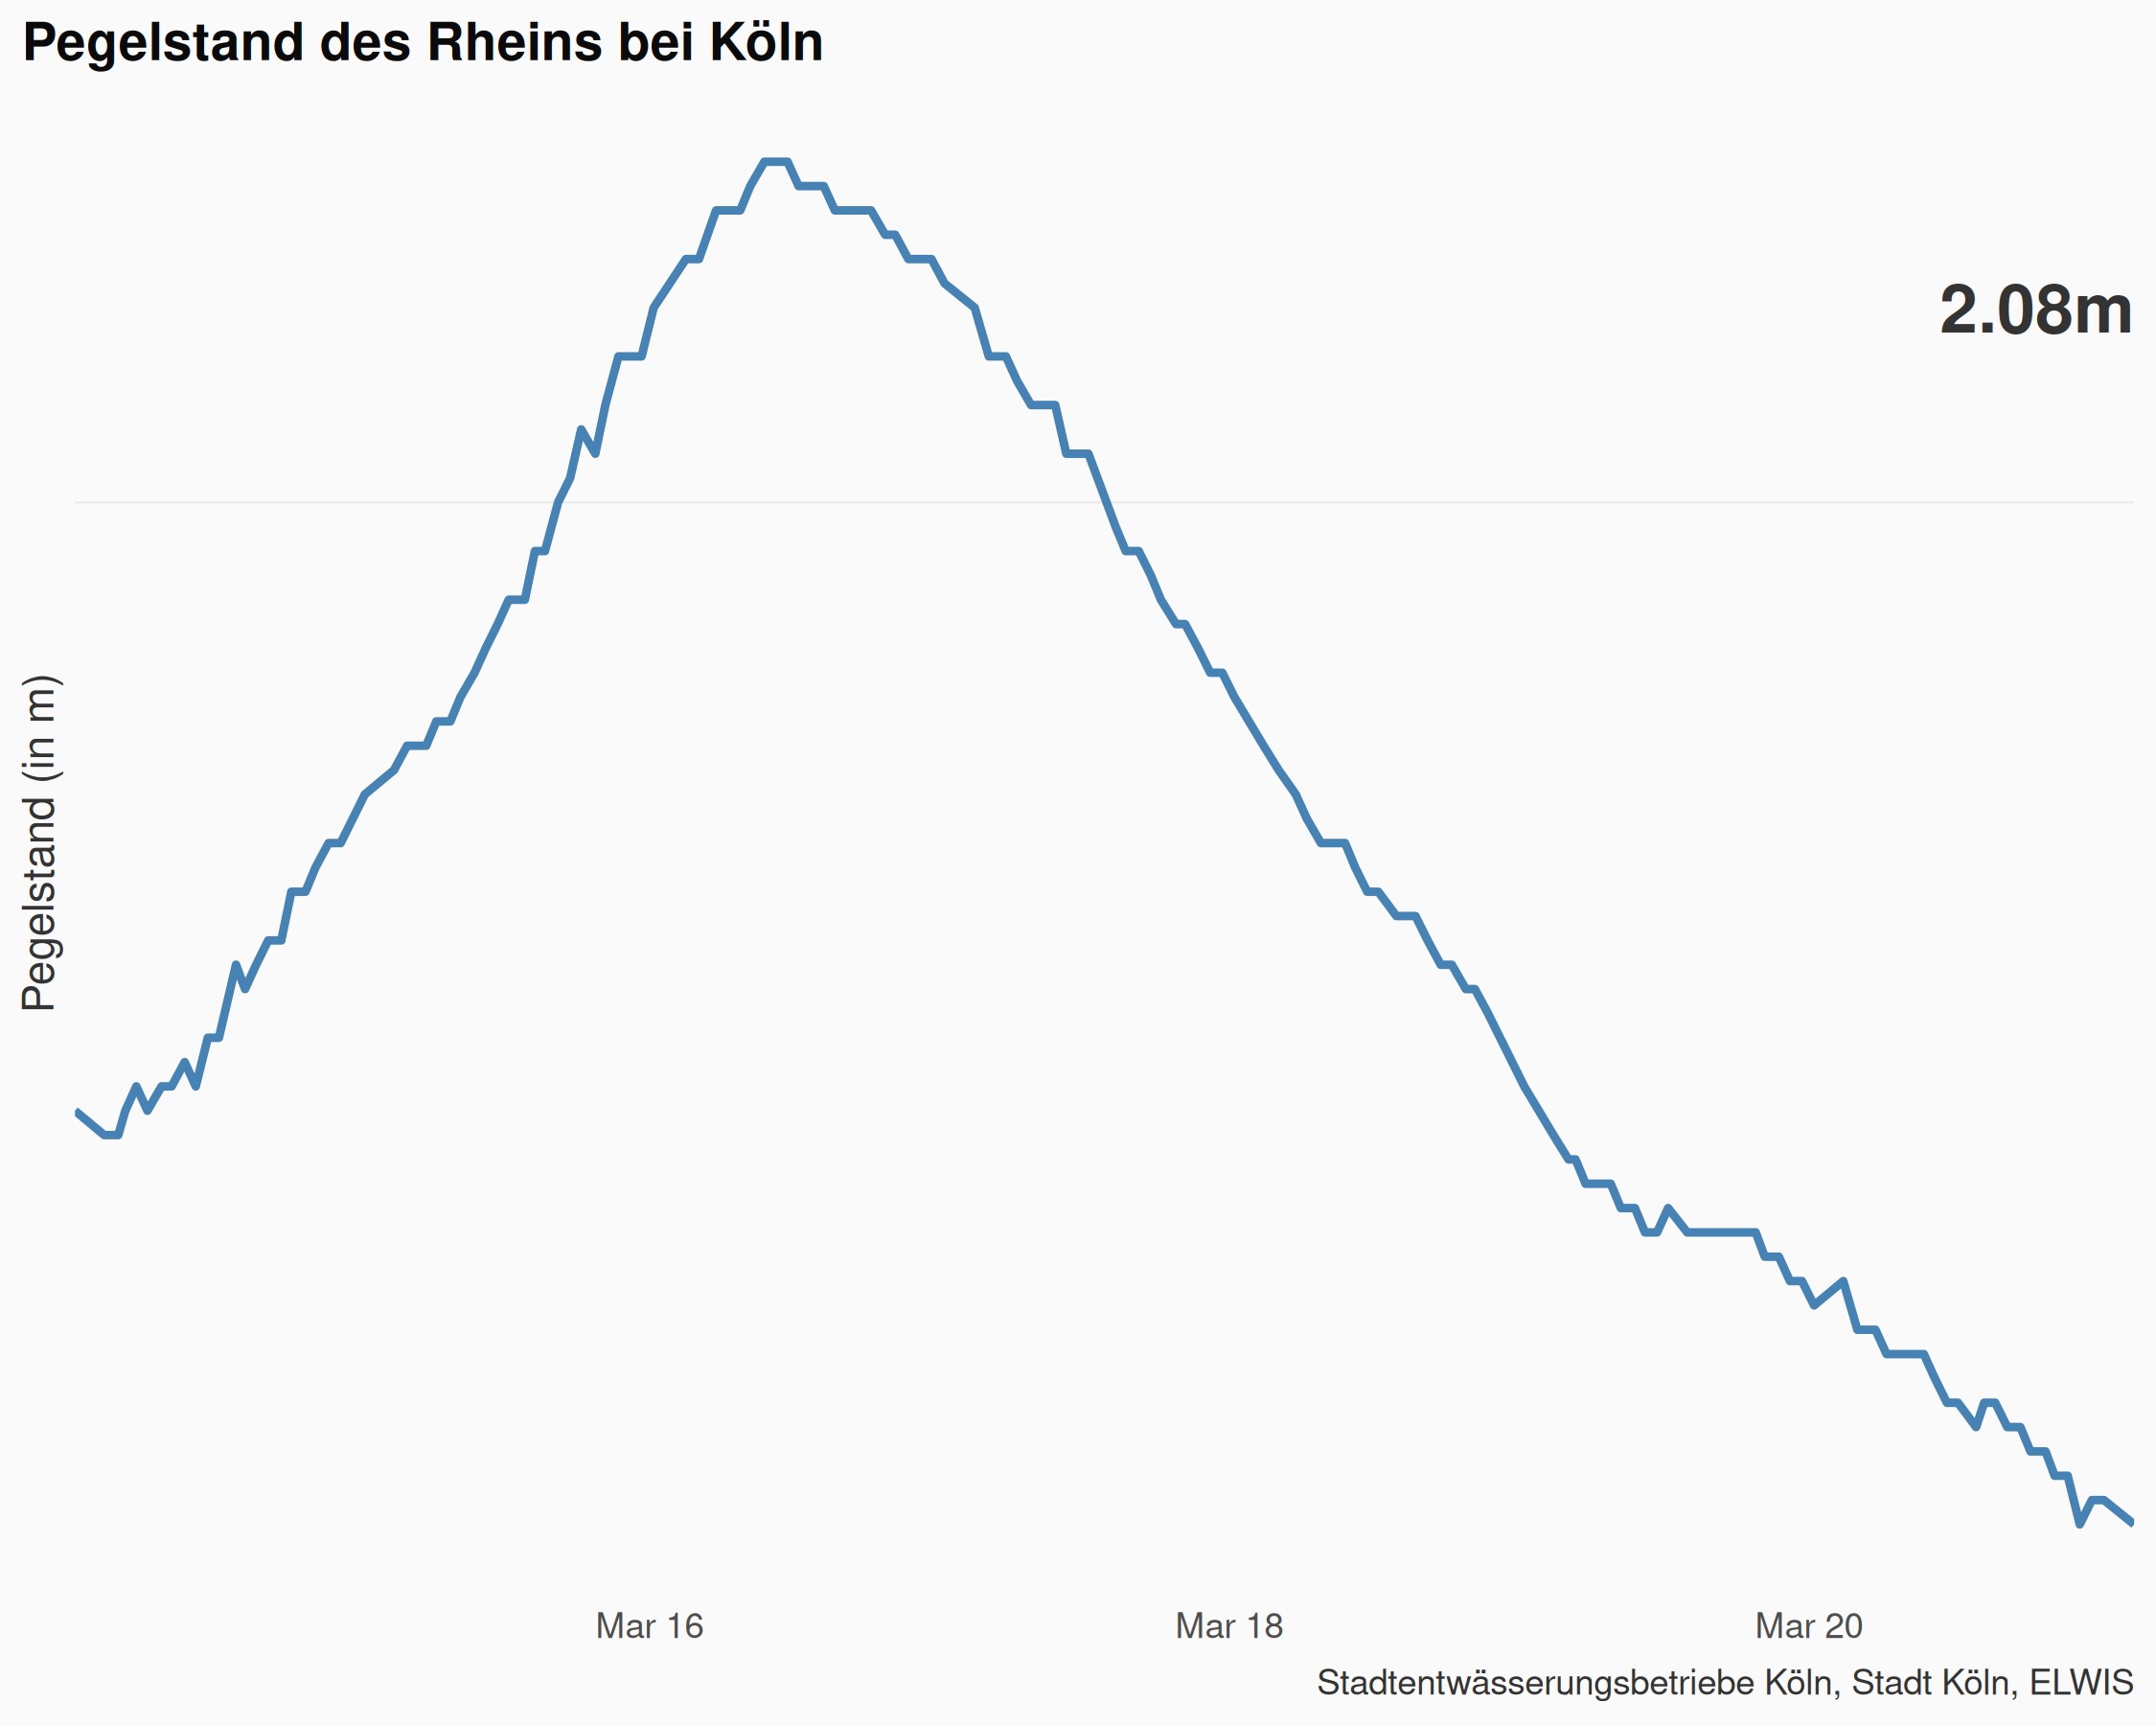 Pegelstand des Rheins bei Köln
2.08m
Pegelstand (in m)
Mar 16
Mar 18
Mar 20
Stadtentwässerungsbetriebe Köln, Stadt Köln, ELWIS